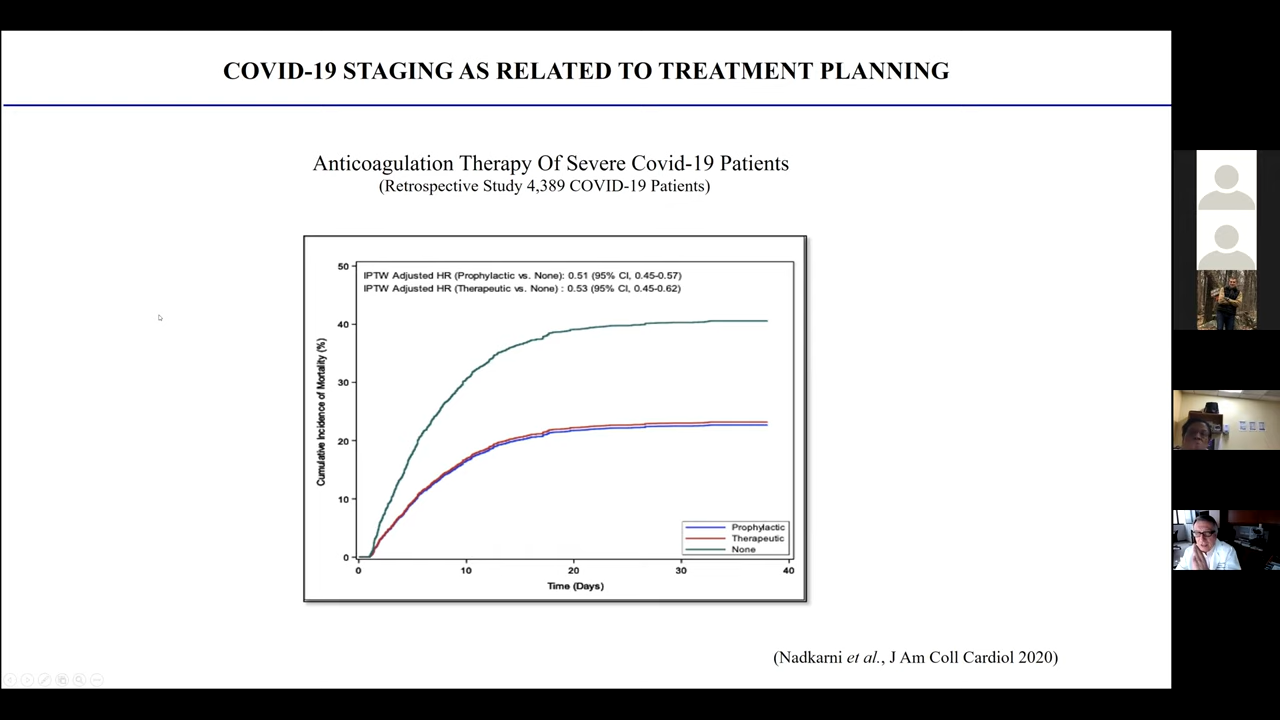 COVID-19 STAGING AS RELATED TO TREATMENT PLANNING
Anticoagulation Therapy Of Severe Covid-19 Patients
(Retrospective Study 4,389 COVID-19 Patients)
IPTW Adjusted HR (Prophylactic vs. None): 0.51 (95% CI, 0.45-0.57)
IPTW Adjusted HR (Therapeutic vs. None) : 0.53 (95% CI, 0.45-0.62)
Cumulative Incidence of Mortality (%)
50
40
30
20
10
0
Prophylactic
Therapeutic
None
0 10 20 30 40
Time (Days)
(Nadkarni et al., J Am Coll Cardiol 2020)